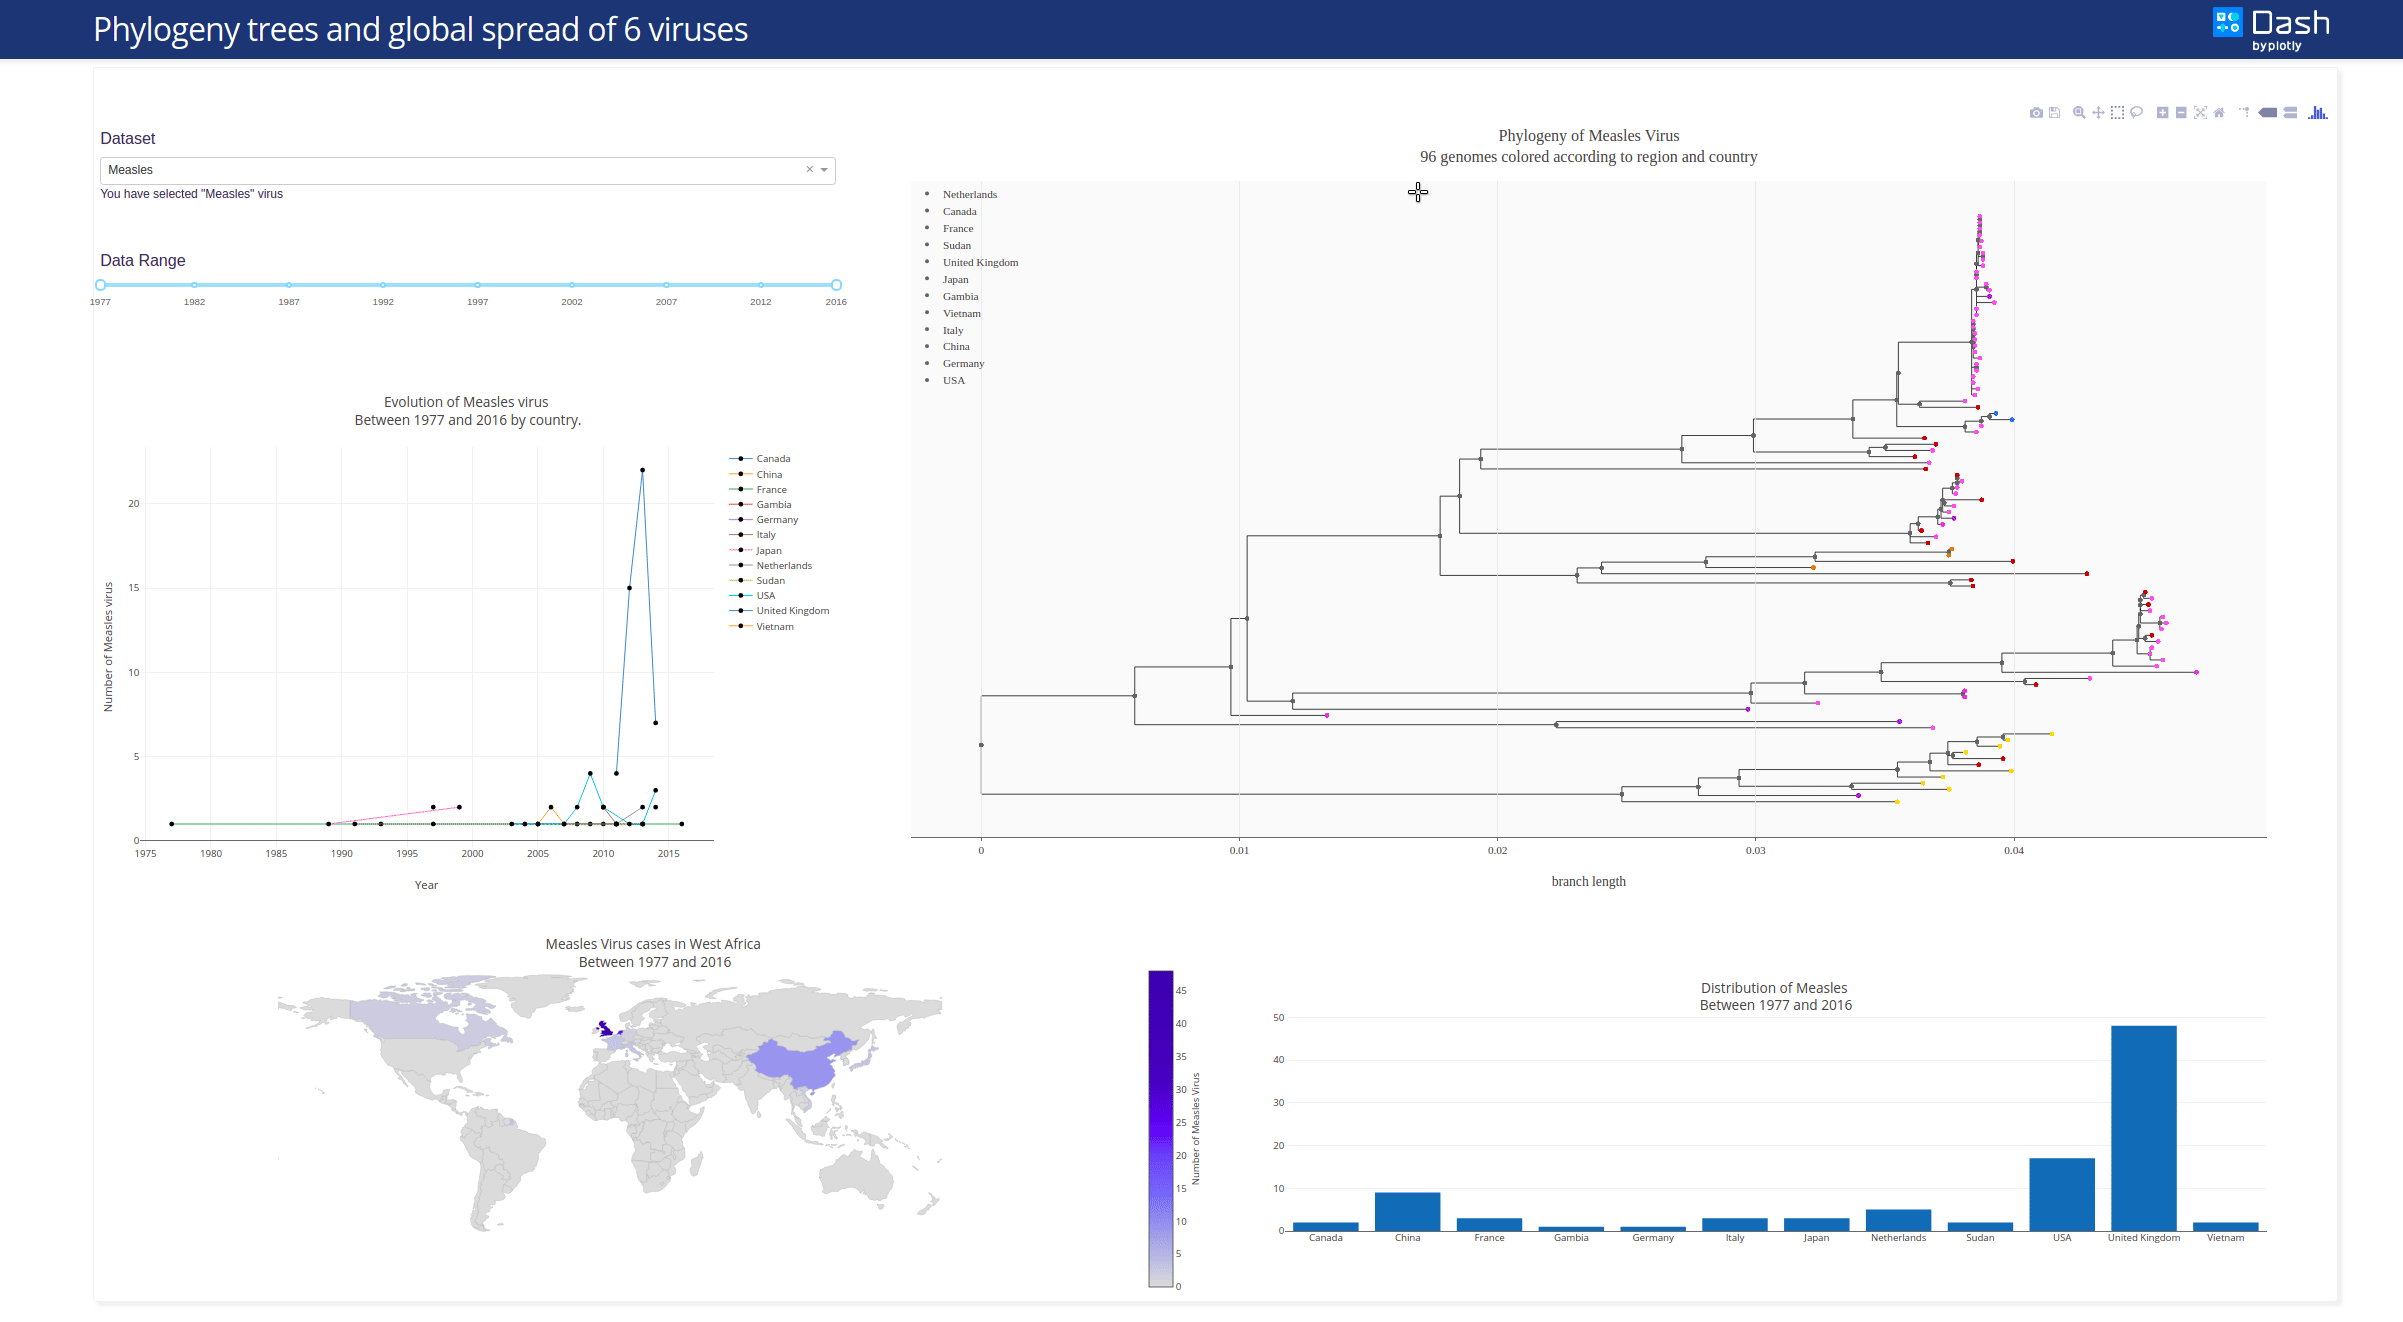 Phylogeny trees and global spread of 6 viruses
Dash
by plotly
Dataset
Measles
You have selected "Measles" virus
Data Range
1977 1982 1987 1992 1997 2002 2007 2012 2016
Evolution of Measles virus
Between 1977 and 2016 by country.
Number of Measles virus
20
15
10
5
0
1975 1980 1985 1990 1995 2000 2005 2010 2015
Year
Canada
China
France
Gambia
Germany
Italy
Japan
Netherlands
Sudan
USA
United Kingdom
Vietnam
Phylogeny of Measles Virus
96 genomes colored according to region and country
Netherlands
Canada
France
Sudan
United Kingdom
Japan
Gambia
Vietnam
Italy
China
Germany
USA
0 0.01 0.02 0.03 0.04
branch length
Measles Virus cases in West Africa
Between 1977 and 2016
45
40
35
30
25
20
15
10
5
0
Number of Measles Virus
Distribution of Measles
Between 1977 and 2016
50
40
30
20
10
0
Canada China France Gambia Germany Italy Japan Netherlands Sudan USA United Kingdom Vietnam